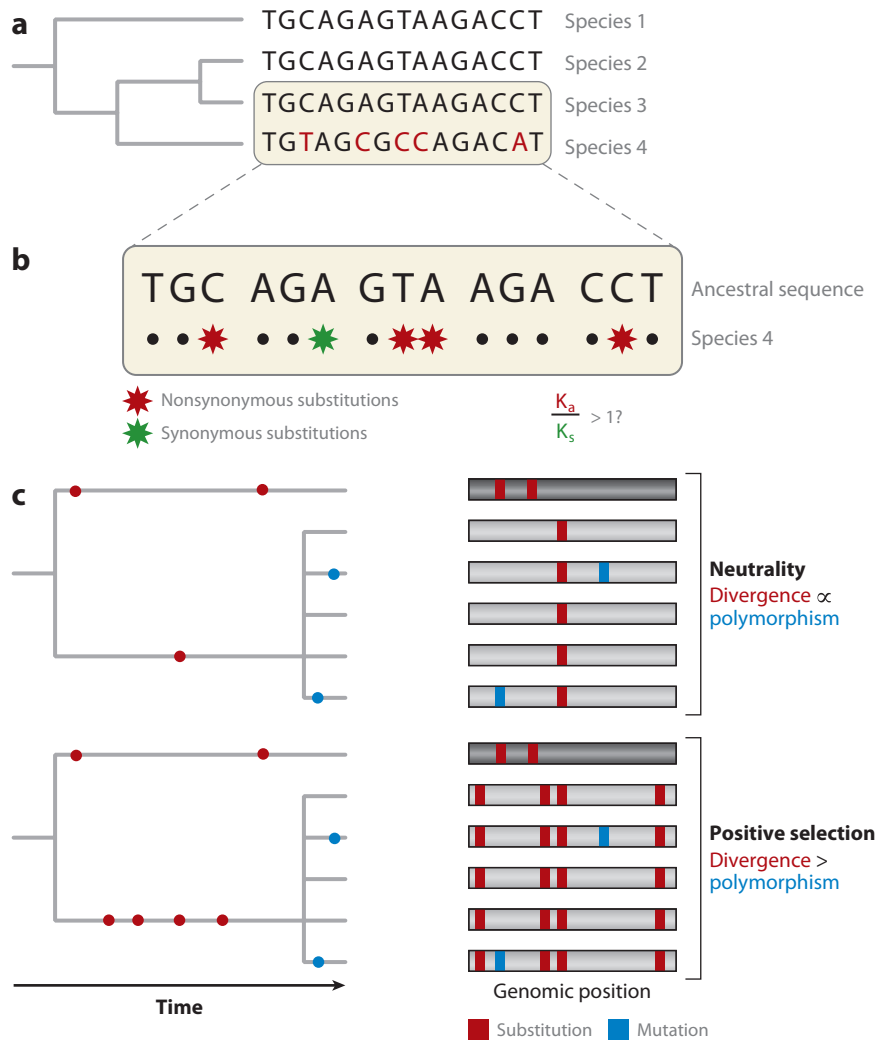 a
TGCAGAGTAAGACCT Species 1
TGCAGAGTAAGACCT Species 2
TGCAGAGTAAGACCT Species 3
TGTAGCGCCAGACAT Species 4
b
TGC AGA GTA AGA CCT Ancestral sequence
Species 4
Nonsynonymous substitutions
Synonymous substitutions
Ka
Ks
> 1?
c
Neutrality
Divergence ∝
polymorphism
Positive selection
Divergence >
polymorphism
Time
Genomic position
Substitution Mutation